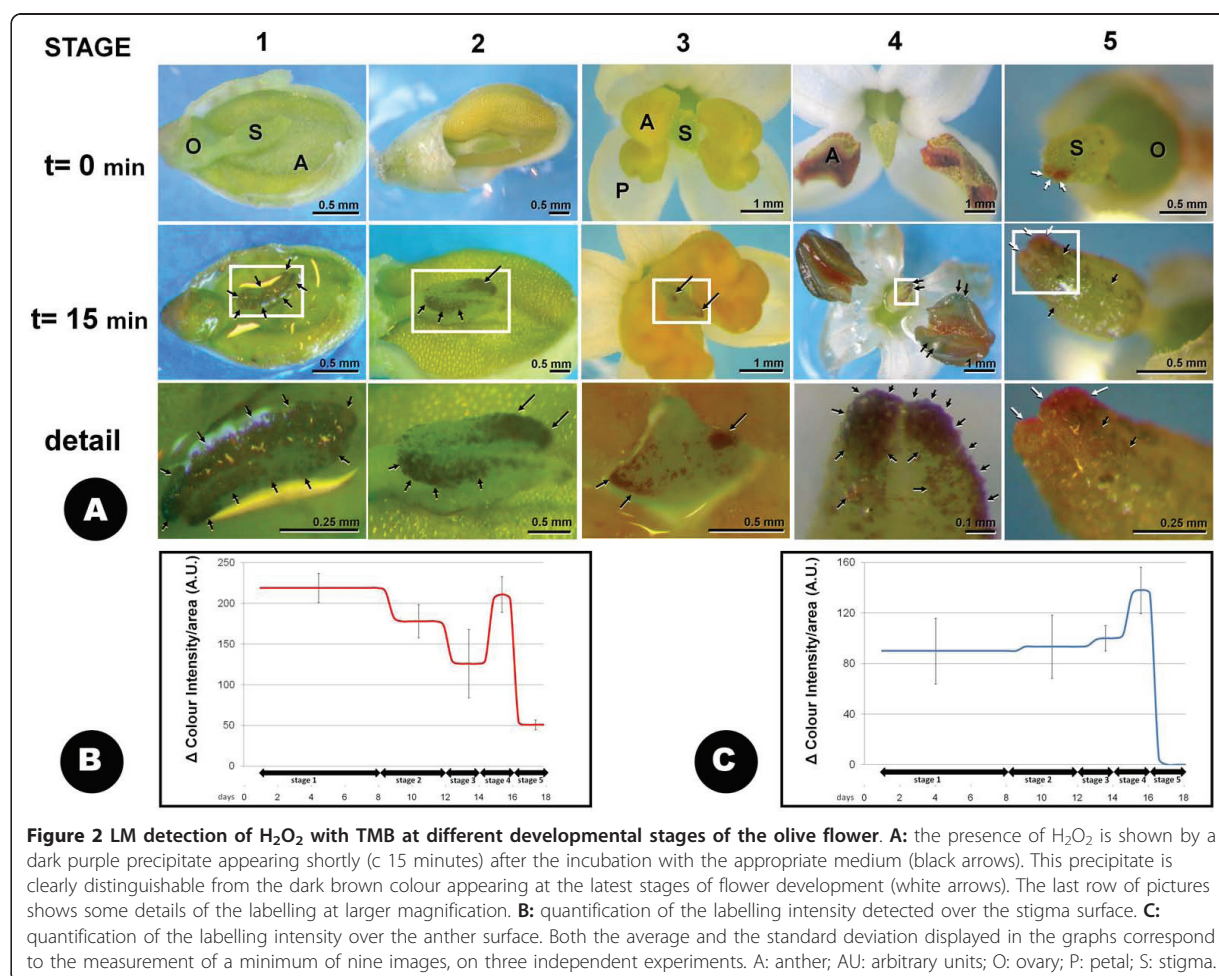 STAGE 1 2 3 4 5
t= 0 min
O S A 0.5 mm
0.5 mm
A S P 1 mm
A 1 mm
S O 0.5 mm
t= 15 min
0.5 mm
0.5 mm
1 mm
1 mm
0.5 mm
detail
0.25 mm
0.5 mm
0.5 mm
0.1 mm
0.25 mm
A
B
Δ Colour Intensity/area (A.U.)
250
200
150
100
50
0
stage 1 stage 2 stage 3 stage 4 stage 5
days 0 2 4 6 8 10 12 14 16 18
C
Δ Colour Intensity/area (A.U.)
160
120
80
40
0
stage 1 stage 2 stage 3 stage 4 stage 5
days 0 2 4 6 8 10 12 14 16 18
Figure 2 LM detection of H₂O₂ with TMB at different developmental stages of the olive flower. A: the presence of H₂O₂ is shown by a
dark purple precipitate appearing shortly (c 15 minutes) after the incubation with the appropriate medium (black arrows). This precipitate is
clearly distinguishable from the dark brown colour appearing at the latest stages of flower development (white arrows). The last row of pictures
shows some details of the labelling at larger magnification. B: quantification of the labelling intensity detected over the stigma surface. C:
quantification of the labelling intensity over the anther surface. Both the average and the standard deviation displayed in the graphs correspond
to the measurement of a minimum of nine images, on three independent experiments. A: anther; AU: arbitrary units; O: ovary; P: petal; S: stigma.